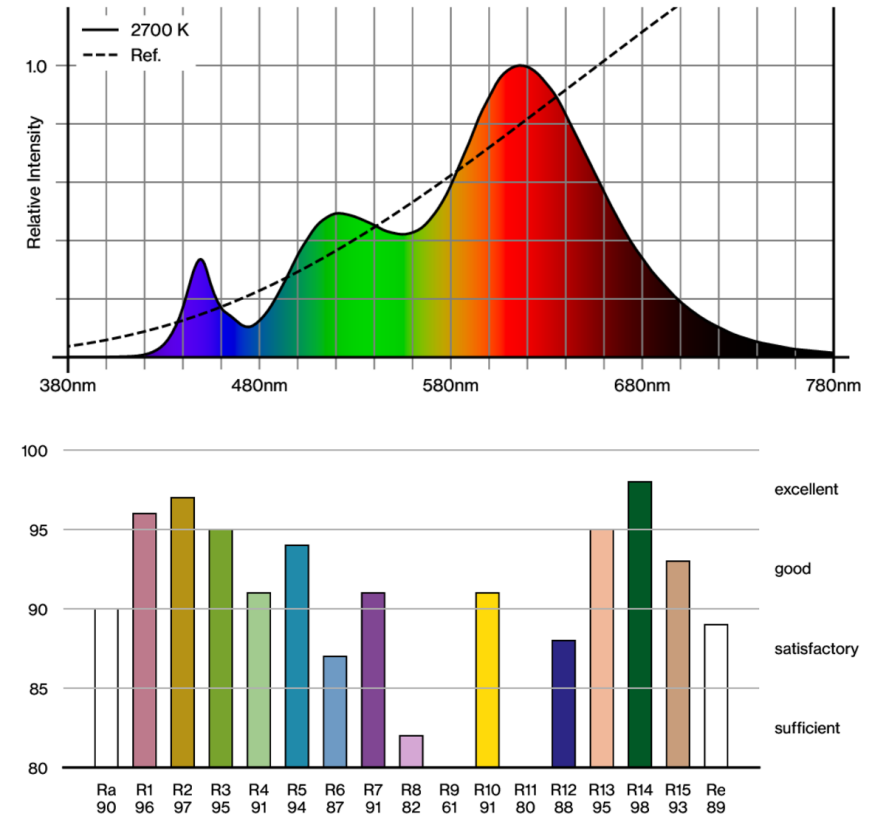 2700 K
Ref.
1.0
Relative Intensity
380nm 480nm 580nm 680nm 780nm
100
excellent
95
good
90
satisfactory
85
sufficient
80
Ra R1 R2 R3 R4 R5 R6 R7 R8 R9 R10 R11 R12 R13 R14 R15 Re
90 96 97 95 91 94 87 91 82 61 91 80 88 95 98 93 89